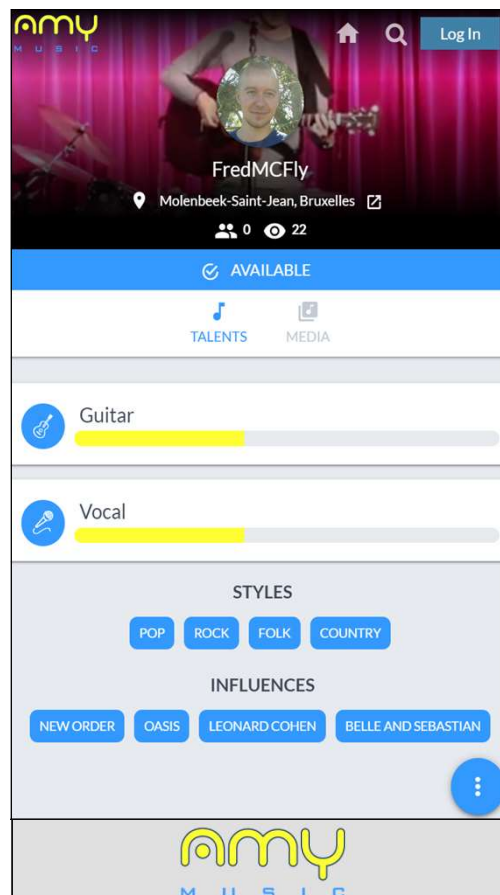 amy
MUSIC
Log In
FredMCFly
Molenbeek-Saint-Jean, Bruxelles
0 22
AVAILABLE
TALENTS MEDIA
Guitar
Vocal
STYLES
POP ROCK FOLK COUNTRY
INFLUENCES
NEW ORDER OASIS LEONARD COHEN BELLE AND SEBASTIAN
amy
MUSIC